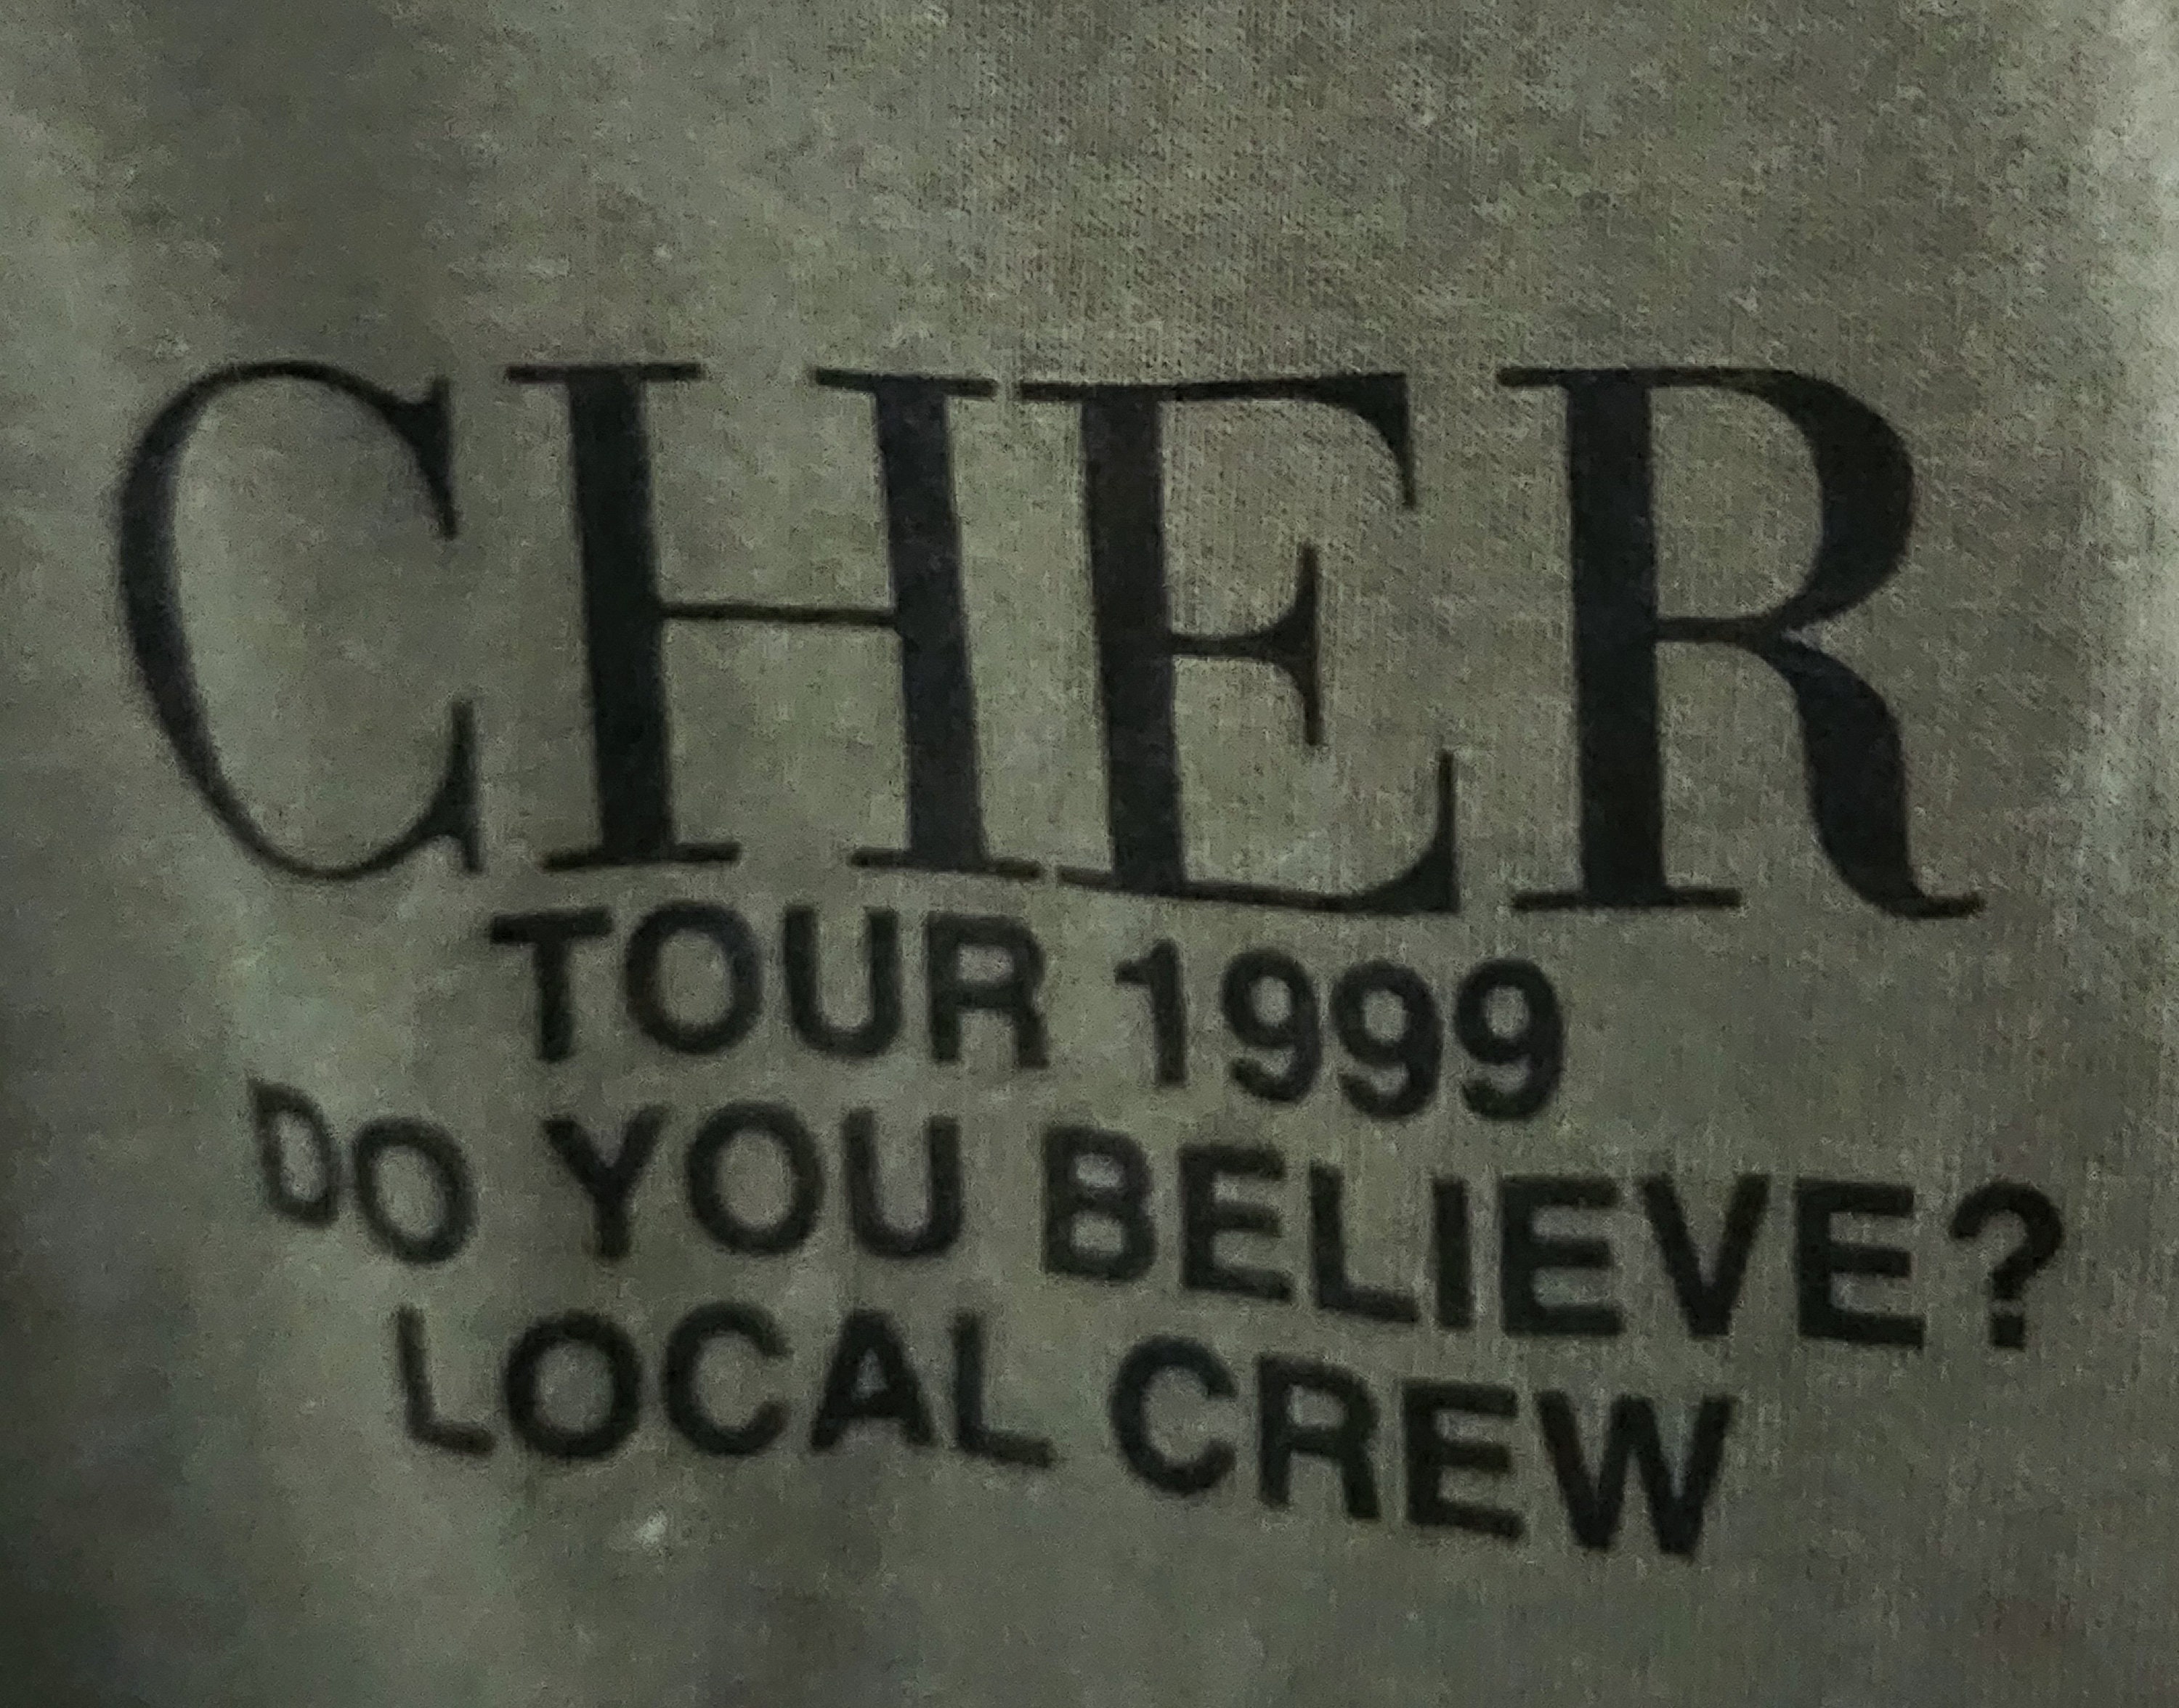 CHER
TOUR 1999
DO YOU BELIEVE?
LOCAL CREW